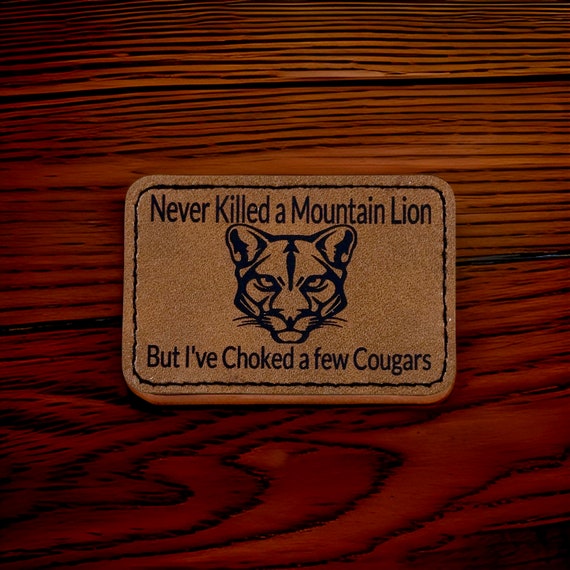 Never Killed a Mountain Lion
But I've Choked a few Cougars